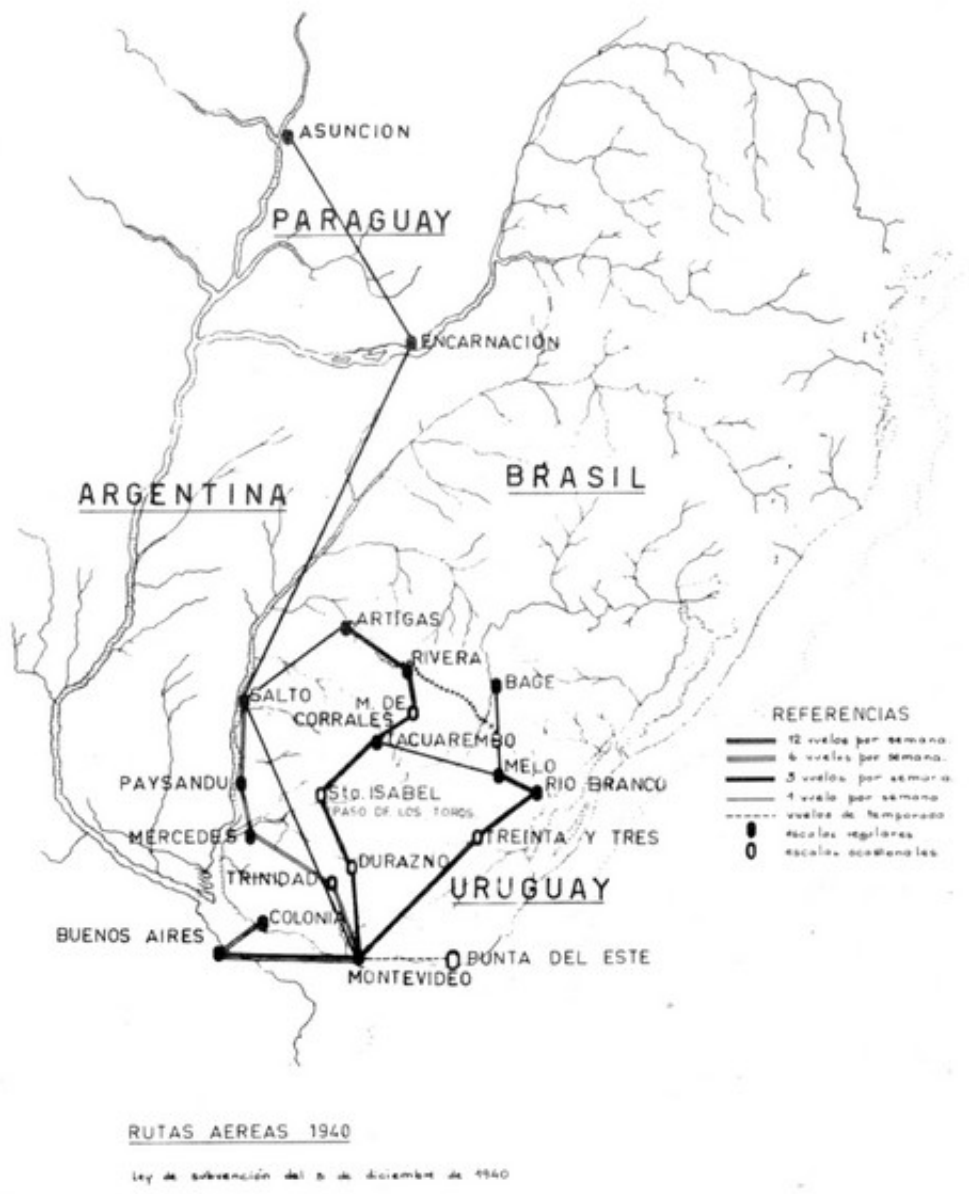 ASUNCION
PARAGUAY
ENCARNACIÓN
ARGENTINA
BRASIL
ARTIGAS
RIVERA
BAGE
SALTO
M. DE
CORRALES
TACUAREMBO
MELO
RIO BRANCO
PAYSANDU
Sta. ISABEL
(PASO DE LOS TOROS)
MERCEDES
TREINTA Y TRES
DURAZNO
TRINIDAD
URUGUAY
COLONIA
BUENOS AIRES
PUNTA DEL ESTE
MONTEVIDEO
REFERENCIAS
12 vuelos por semana.
6 vuelos por semana.
3 vuelos por semana.
1 vuelo por semana
vuelos de temporada
escalas regulares
escalas ocasionales.
RUTAS AEREAS 1940
Ley de subvención del 5 de diciembre de 1940